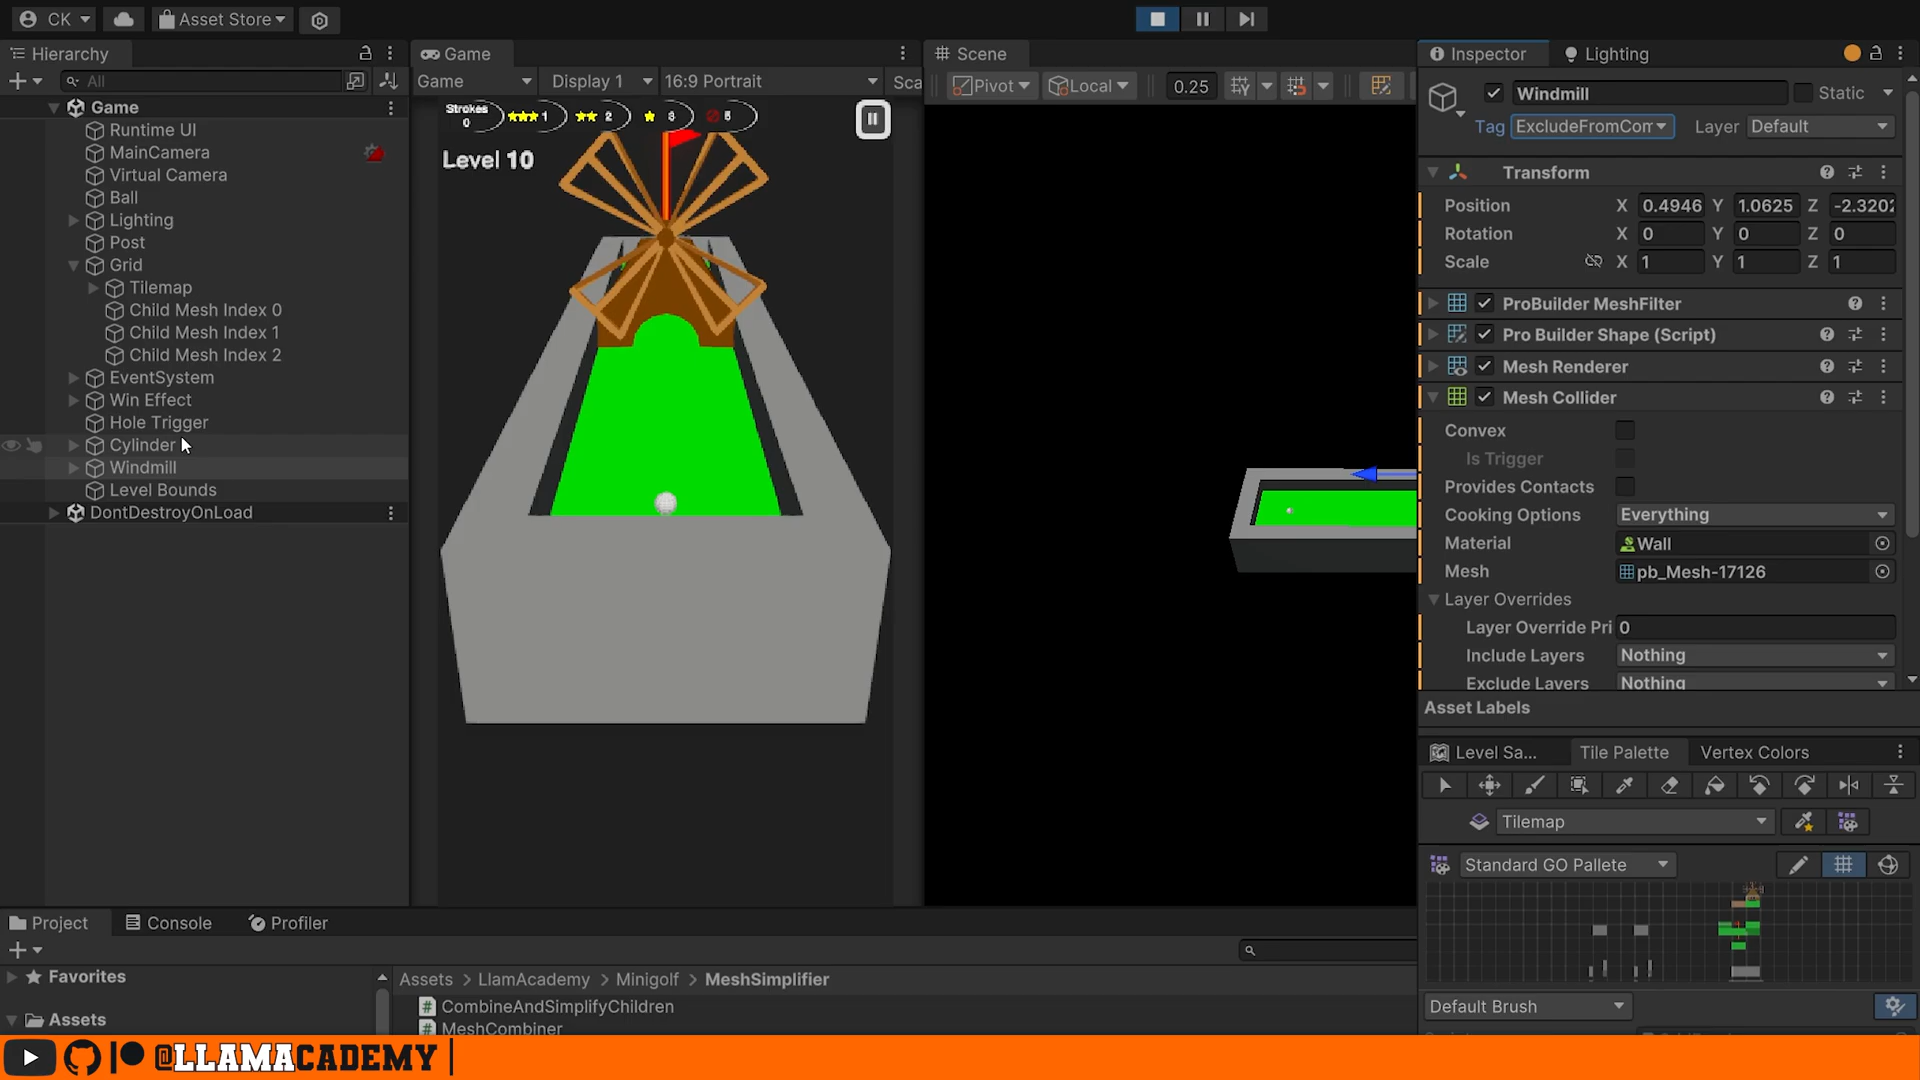 CK
Asset Store
Hierarchy
All
Game
Runtime UI
MainCamera
Virtual Camera
Ball
Lighting
Post
Grid
Tilemap
Child Mesh Index 0
Child Mesh Index 1
Child Mesh Index 2
EventSystem
Win Effect
Hole Trigger
Cylinder
Windmill
Level Bounds
DontDestroyOnLoad
Game
Game
Display 1
16:9 Portrait
Sca
Strokes
0
1
2
3
5
Level 10
Scene
Pivot
Local
0.25
Inspector
Lighting
Windmill
Static
Tag
ExcludeFromCom
Layer
Default
Transform
Position X 0.4946 Y 1.0625 Z -2.3202
Rotation X 0 Y 0 Z 0
Scale X 1 Y 1 Z 1
ProBuilder MeshFilter
Pro Builder Shape (Script)
Mesh Renderer
Mesh Collider
Convex
Is Trigger
Provides Contacts
Cooking Options Everything
Material Wall
Mesh pb_Mesh-17126
Layer Overrides
Layer Override Pri 0
Include Layers Nothing
Exclude Layers Nothing
Asset Labels
Level Sa...
Tile Palette
Vertex Colors
Tilemap
Standard GO Pallete
Default Brush
Project
Console
Profiler
Favorites
Assets
Assets > LlamAcademy > Minigolf > MeshSimplifier
CombineAndSimplifyChildren
MeshCombiner
@LLAMACADEMY